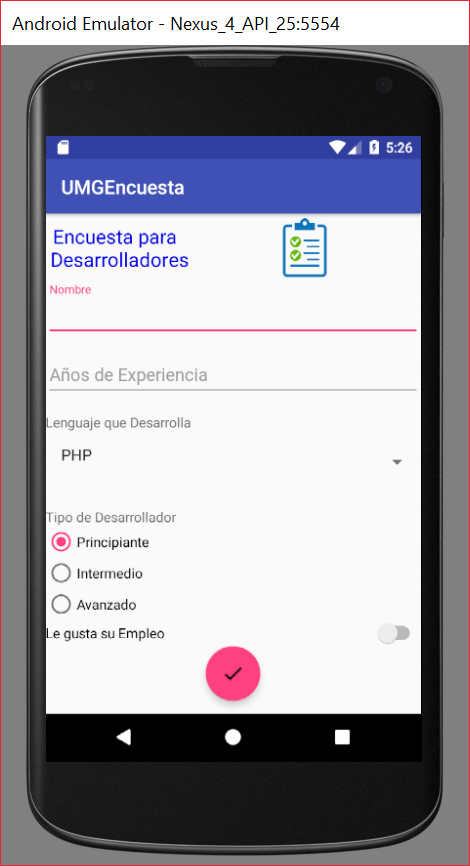 Android Emulator - Nexus_4_API_25:5554
5:26
UMGEncuesta
Encuesta para
Desarrolladores
Nombre
Años de Experiencia
Lenguaje que Desarrolla
PHP
Tipo de Desarrollador
Principiante
Intermedio
Avanzado
Le gusta su Empleo